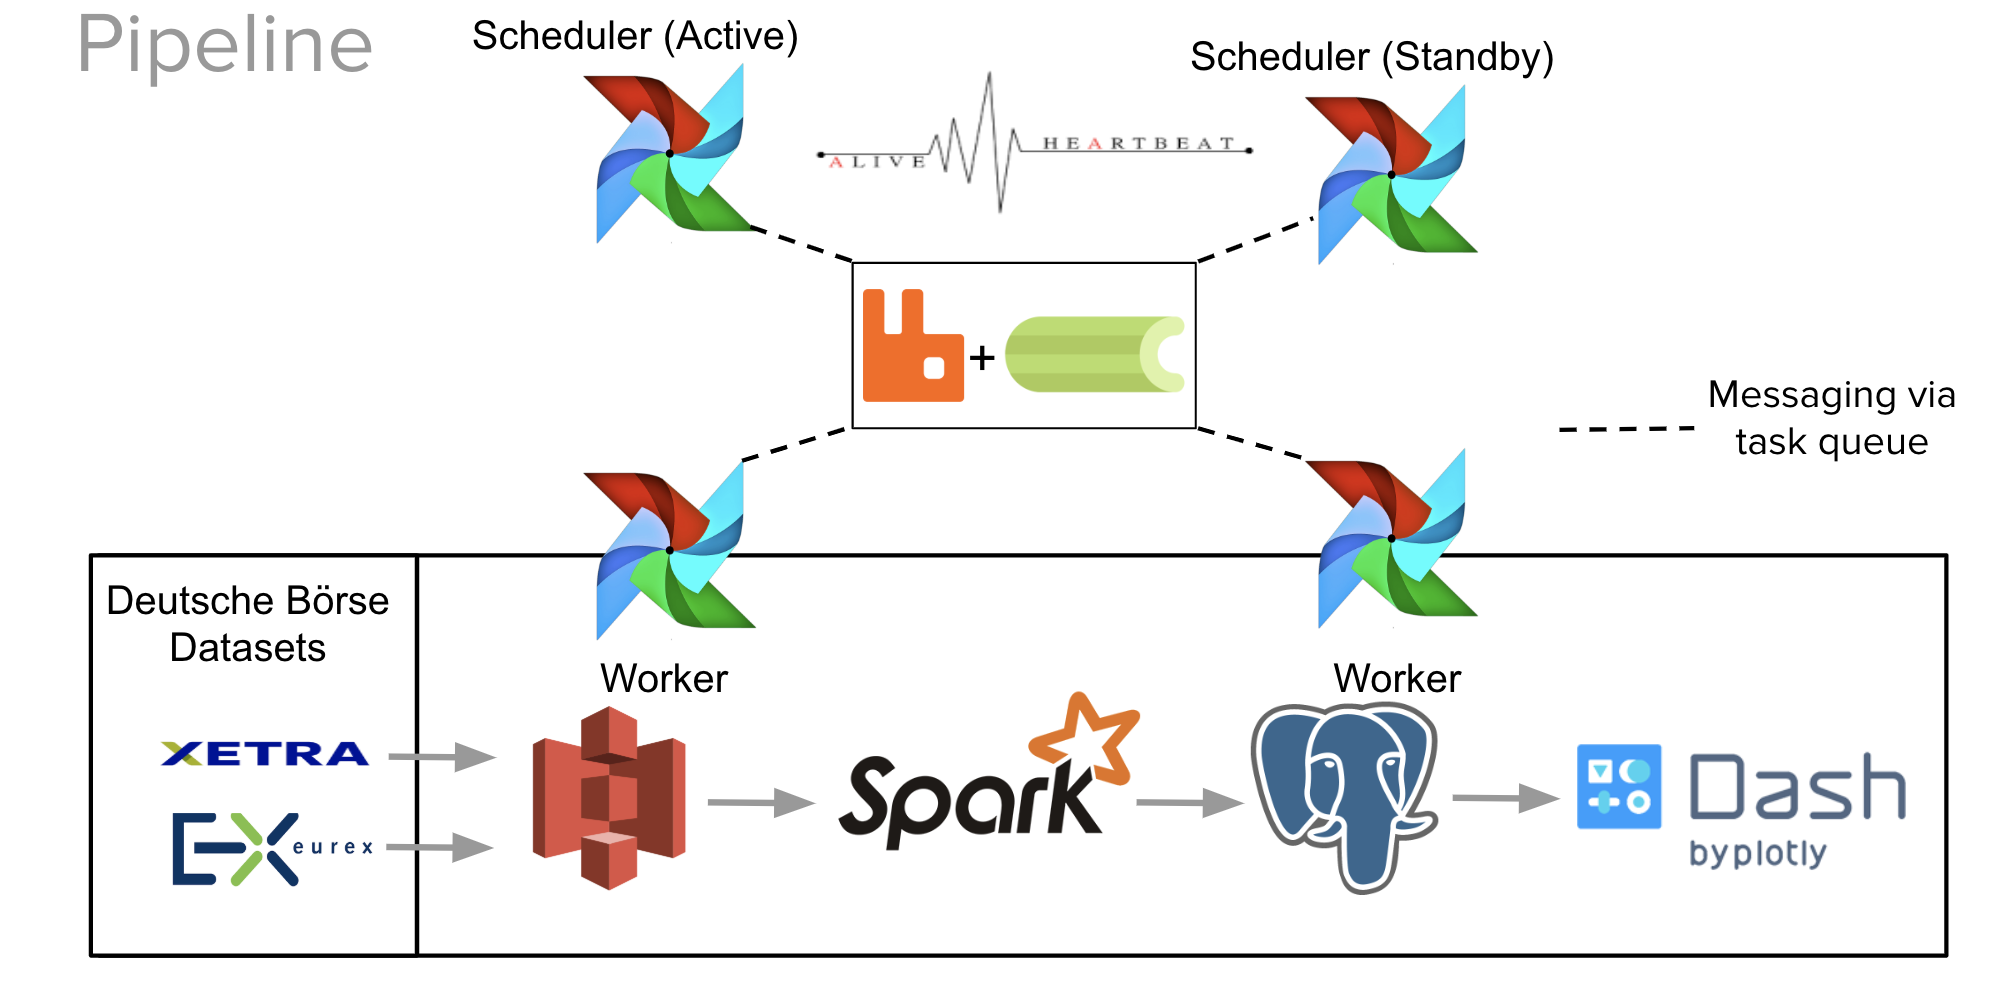 Pipeline
Scheduler (Active)
Scheduler (Standby)
ALIVE
HEARTBEAT
+
Messaging via
task queue
Deutsche Börse
Datasets
Worker
Worker
XETRA
EX eurex
Spark
Dash
by plotly